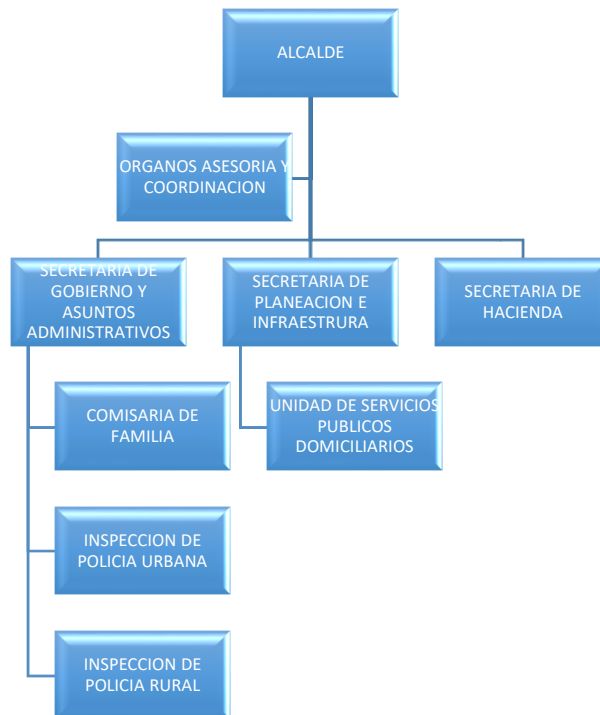 ALCALDE
ORGANOS ASESORIA Y
COORDINACION
SECRETARIA DE
GOBIERNO Y
ASUNTOS
ADMINISTRATIVOS
SECRETARIA DE
PLANEACION E
INFRAESTRURA
SECRETARIA DE
HACIENDA
COMISARIA DE
FAMILIA
UNIDAD DE SERVICIOS
PUBLICOS
DOMICILIARIOS
INSPECCION DE
POLICIA URBANA
INSPECCION DE
POLICIA RURAL